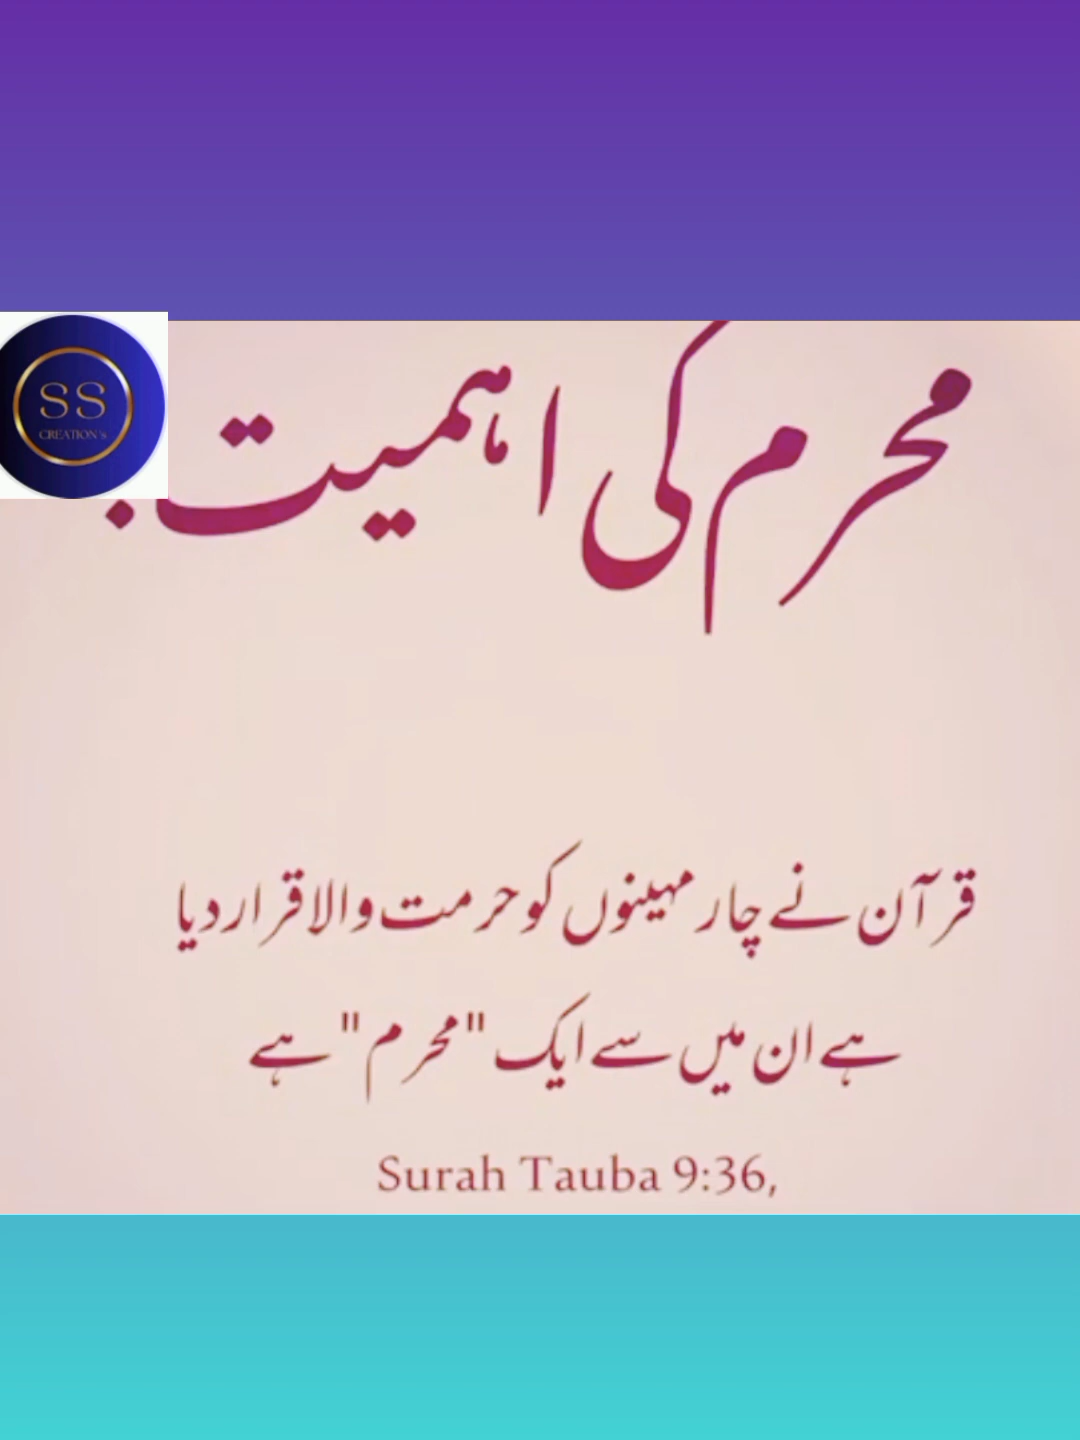 SS
CREATION's
محرم کی اہمیت:
قرآن نے چار مہینوں کو حرمت والا قرار دیا
ہے ان میں سے ایک "محرم" ہے
Surah Tauba 9:36,